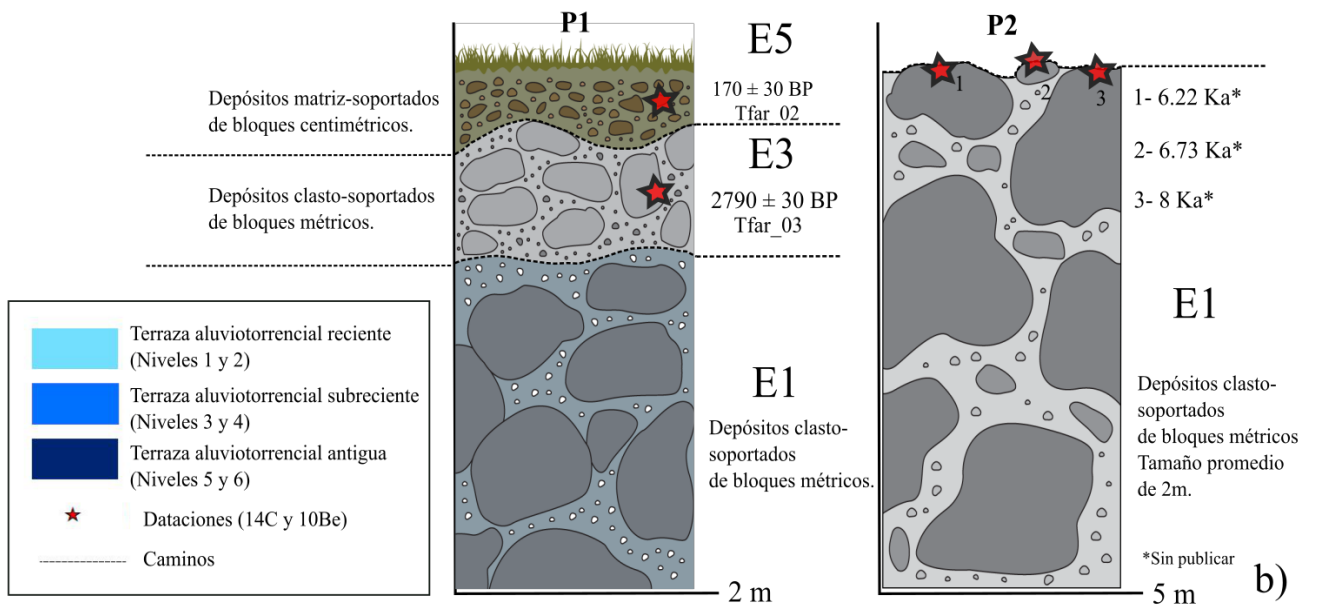 P1
E5
170 ± 30 BP
Tfar_02
Depósitos matriz-soportados
de bloques centimétricos.
E3
2790 ± 30 BP
Tfar_03
Depósitos clasto-soportados
de bloques métricos.
E1
Depósitos clasto-
soportados
de bloques métricos.
2 m
P2
1
2
3
1- 6.22 Ka*
2- 6.73 Ka*
3- 8 Ka*
E1
Depósitos clasto-
soportados
de bloques métricos
Tamaño promedio
de 2m.
*Sin publicar
b)
5 m
Terraza aluviotorrencial reciente
(Niveles 1 y 2)
Terraza aluviotorrencial subreciente
(Niveles 3 y 4)
Terraza aluviotorrencial antigua
(Niveles 5 y 6)
Dataciones (14C y 10Be)
Caminos